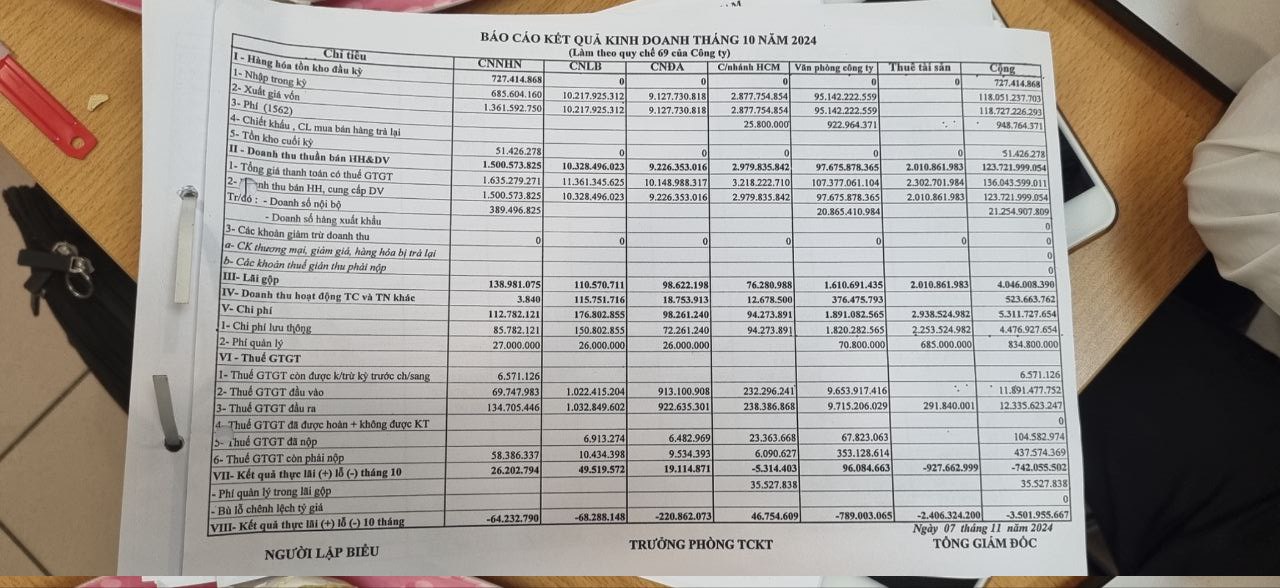 BÁO CÁO KẾT QUẢ KINH DOANH THÁNG 10 NĂM 2024
(Làm theo quy chế 69 của Công ty)
Chỉ tiêu CNNHN CNLB CNĐA C/nhánh HCM Văn phòng công ty Thuê tài sản Cộng
I - Hàng hóa tồn kho đầu kỳ 727.414.868 0 0 0 0 0 727.414.868
1- Nhập trong kỳ 685.604.160 10.217.925.312 9.127.730.818 2.877.754.854 95.142.222.559 118.051.237.703
2- Xuất giá vốn 1.361.592.750 10.217.925.312 9.127.730.818 2.877.754.854 95.142.222.559 118.727.226.293
3- Phí (1562) 25.800.000 922.964.371 948.764.371
4- Chiết khấu , CL mua bán hàng trả lại
5- Tồn kho cuối kỳ 51.426.278 0 0 0 0 0 51.426.278
II - Doanh thu thuần bán HH&DV 1.500.573.825 10.328.496.023 9.226.353.016 2.979.835.842 97.675.878.365 2.010.861.983 123.721.999.054
1- Tổng giá thanh toán có thuế GTGT 1.635.279.271 11.361.345.625 10.148.988.317 3.218.222.710 107.377.061.104 2.302.701.984 136.043.599.011
2- nh thu bán HH, cung cấp DV 1.500.573.825 10.328.496.023 9.226.353.016 2.979.835.842 97.675.878.365 2.010.861.983 123.721.999.054
Tr/đó : - Doanh số nội bộ 389.496.825 20.865.410.984 21.254.907.809
- Doanh số hàng xuất khẩu 0
3- Các khoản giảm trừ doanh thu 0 0 0 0 0 0 0
a- CK thương mại, giảm giá, hàng hóa bị trả lại 0
b- Các khoản thuế gián thu phải nộp 0
III- Lãi gộp 138.981.075 110.570.711 98.622.198 76.280.988 1.610.691.435 2.010.861.983 4.046.008.390
IV- Doanh thu hoạt động TC và TN khác 3.840 115.751.716 18.753.913 12.678.500 376.475.793 523.663.762
V- Chi phí 112.782.121 176.802.855 98.261.240 94.273.891 1.891.082.565 2.938.524.982 5.311.727.654
1- Chi phí lưu thông 85.782.121 150.802.855 72.261.240 94.273.891 1.820.282.565 2.253.524.982 4.476.927.654
2- Phí quản lý 27.000.000 26.000.000 26.000.000 70.800.000 685.000.000 834.800.000
VI - Thuế GTGT
1- Thuế GTGT còn được k/trừ kỳ trước ch/sang 6.571.126 6.571.126
2- Thuế GTGT đầu vào 69.747.983 1.022.415.204 913.100.908 232.296.241 9.653.917.416 11.891.477.752
3- Thuế GTGT đầu ra 134.705.446 1.032.849.602 922.635.301 238.386.868 9.715.206.029 291.840.001 12.335.623.247
4- Thuế GTGT đã được hoàn + không được KT 0
5- Thuế GTGT đã nộp 6.913.274 6.482.969 23.363.668 67.823.063 104.582.974
6- Thuế GTGT còn phải nộp 58.386.337 10.434.398 9.534.393 6.090.627 353.128.614 437.574.369
VII- Kết quả thực lãi (+) lỗ (-) tháng 10 26.202.794 49.519.572 19.114.871 -5.314.403 96.084.663 -927.662.999 -742.055.502
- Phí quản lý trong lãi gộp 35.527.838 35.527.838
- Bù lỗ chênh lệch tỷ giá 0
VIII- Kết quả thực lãi (+) lỗ (-) 10 tháng -64.232.790 -68.288.148 -220.862.073 46.754.609 -789.003.065 -2.406.324.200 -3.501.955.667
Ngày 07 tháng 11 năm 2024
NGƯỜI LẬP BIỂU TRƯỞNG PHÒNG TCKT TỔNG GIÁM ĐỐC